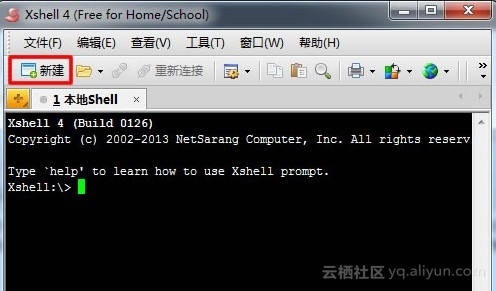 Xshell 4 (Free for Home/School)
文件(F) 编辑(E) 查看(V) 工具(T) 窗口(W) 帮助(H)
新建 重新连接
1 本地Shell
Xshell 4 (Build 0126)
Copyright (c) 2002-2013 NetSarang Computer, Inc. All rights reserv
Type `help' to learn how to use Xshell prompt.
Xshell:\>
云栖社区 yq.aliyun.com